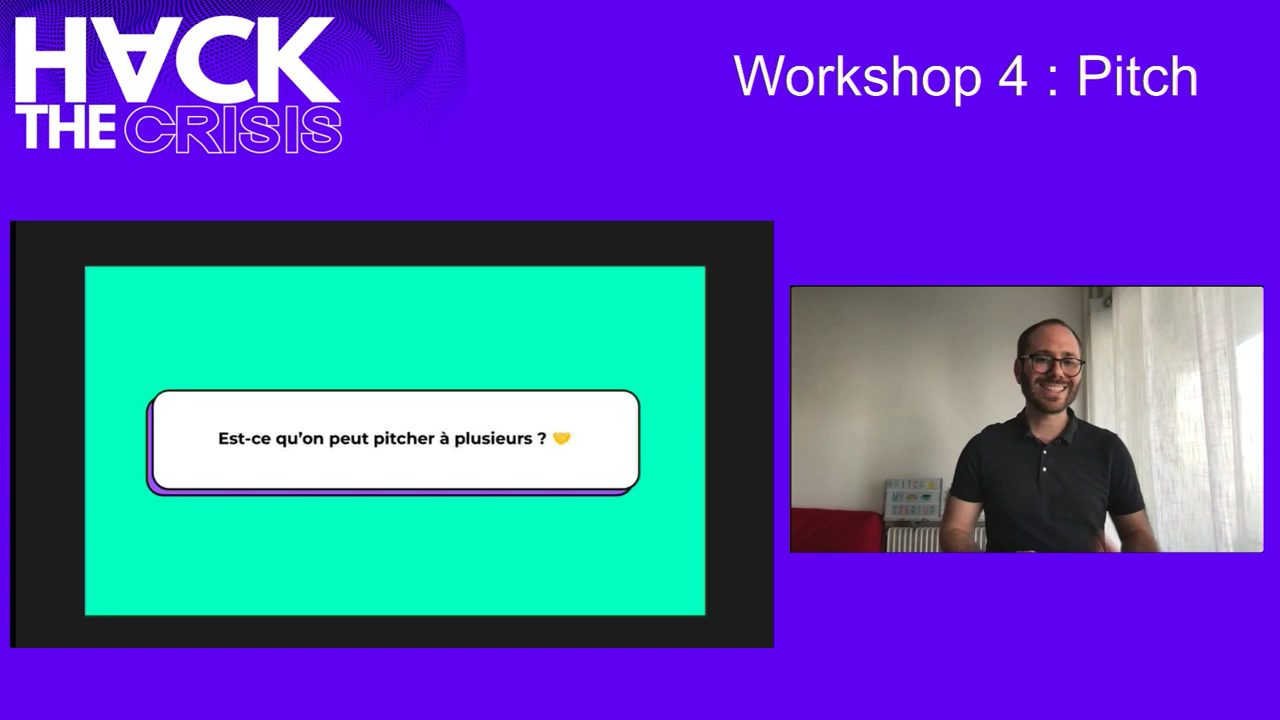 HACK
THE CRISIS
Workshop 4 : Pitch
Est-ce qu’on peut pitcher à plusieurs ? 🤝
#PITCH
MY
STARTUP